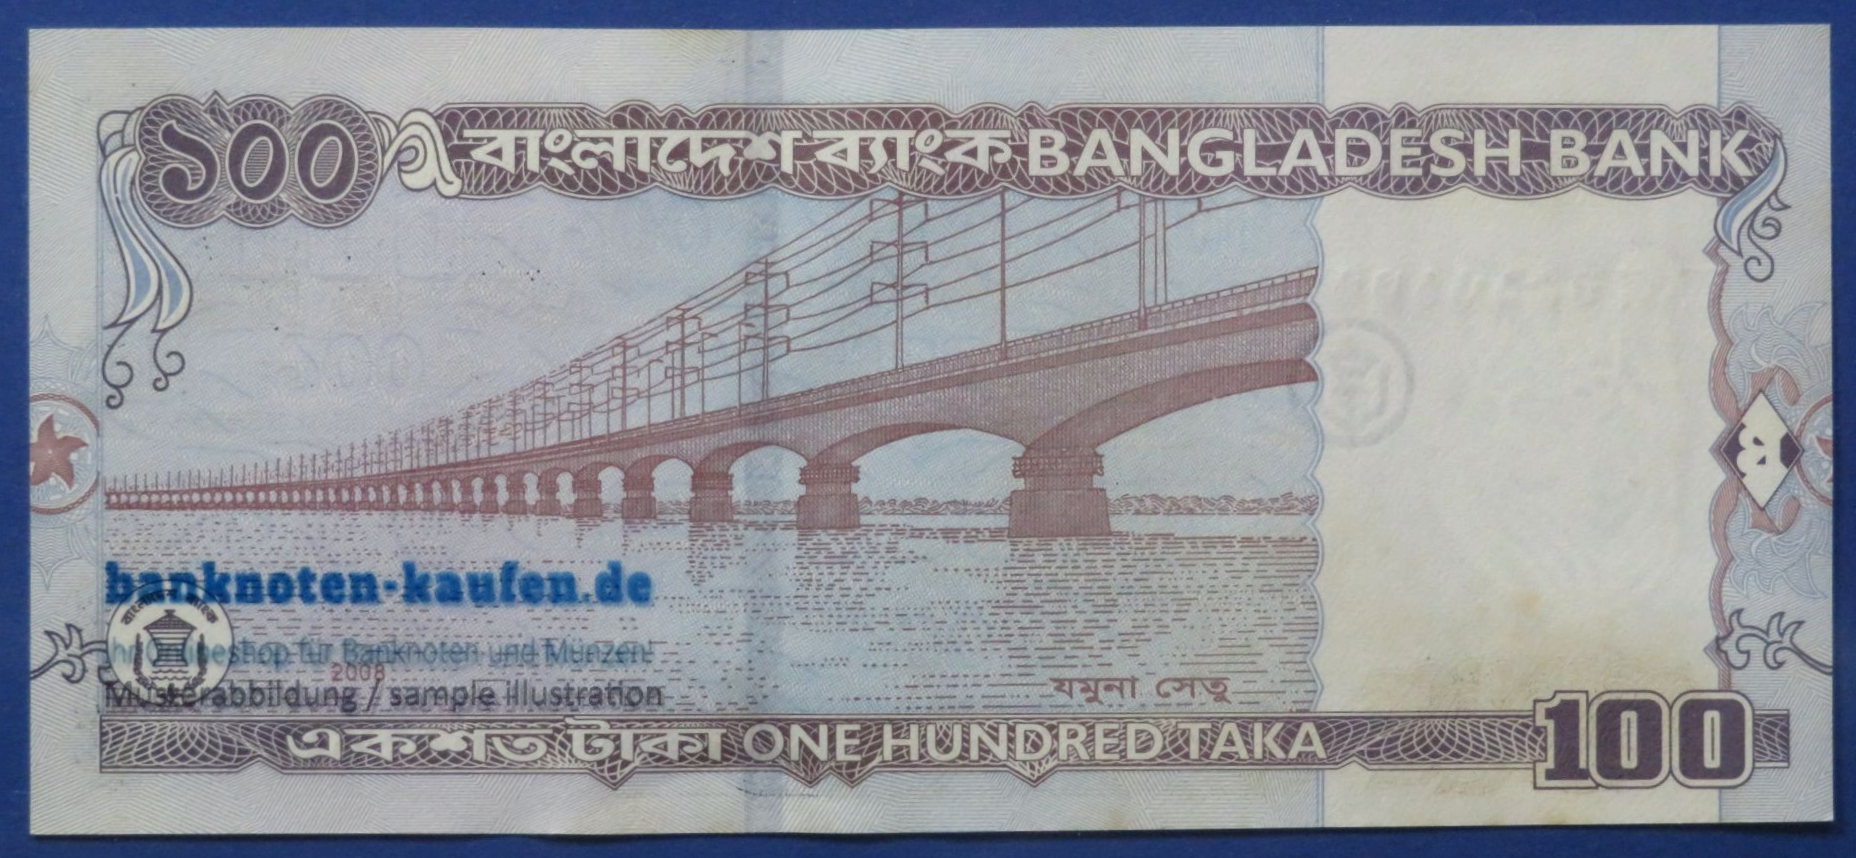 ১০০ বাংলাদেশ ব্যাংক BANGLADESH BANK
banknoten-kaufen.de
Ihr Onlineshop für Banknoten und Münzen!
2008
Musterabbildung / sample illustration
যমুনা সেতু
একশত টাকা ONE HUNDRED TAKA 100